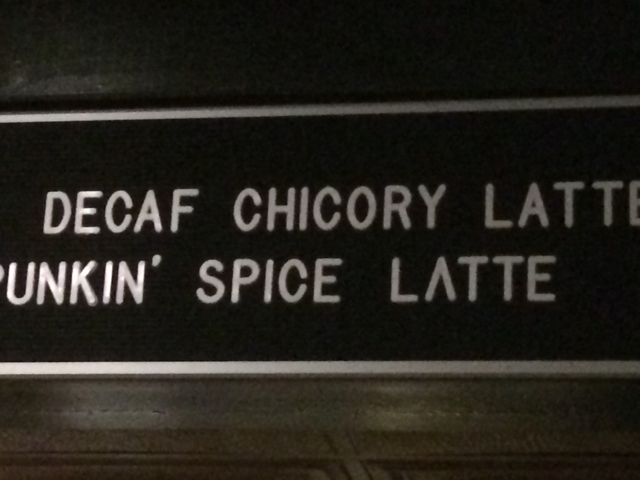 DECAF CHICORY LATTE
PUNKIN' SPICE LATTE